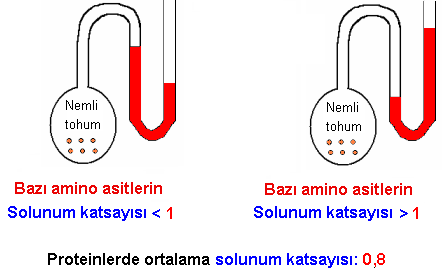 Nemli
tohum
Nemli
tohum
Bazı amino asitlerin
Solunum katsayısı < 1
Bazı amino asitlerin
Solunum katsayısı > 1
Proteinlerde ortalama solunum katsayısı: 0,8